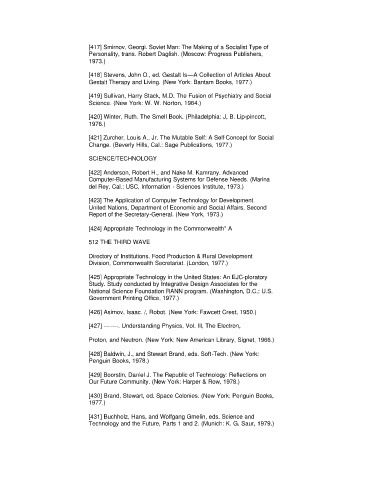 [417] Smirnov, Georgi. Soviet Man: The Making of a Socialist Type of
Personality, trans. Robert Daglish. (Moscow: Progress Publishers,
1973.)
[418] Stevens, John O., ed. Gestalt Is—A Collection of Articles About
Gestalt Therapy and Living. (New York: Bantam Books, 1977.)
[419] Sullivan, Harry Stack, M.D. The Fusion of Psychiatry and Social
Science. (New York: W. W. Norton, 1964.)
[420] Winter, Ruth. The Smell Book. (Philadelphia: J, B. Lip-pincott,
1976.)
[421] Zurcher, Louis A., Jr. The Mutable Self: A Self-Concept for Social
Change. (Beverly Hills, Cal.: Sage Publications, 1977.)
SCIENCE/TECHNOLOGY
[422] Anderson, Robert H., and Nake M. Kamrany. Advanced
Computer-Based Manufacturing Systems for Defense Needs. (Marina
del Rey, Cal.: USC, Information - Sciences Institute, 1973.)
[423] The Application of Computer Technology for Development
United Nations, Department of Economic and Social Affairs, Second
Report of the Secretary-General. (New York, 1973.)
[424] Appropriate Technology in the Commonwealth" A
512 THE THIRD WAVE
Directory of Institutions, Food Production & Rural Development
Division, Commonwealth Secretariat. (London, 1977.)
[425] Appropriate Technology in the United States: An EJC-ploratory
Study. Study conducted by Integrative Design Associates for the
National Science Foundation RANN program. (Washington, D.C.: U.S.
Government Printing Office, 1977.)
[426] Asimov, Isaac. /, Robot. (New York: Fawcett Crest, 1950.)
[427] ———. Understanding Physics, Vol. III, The Electron,
Proton, and Neutron. (New York: New American Library, Signet, 1966.)
[428] Baldwin, J., and Stewart Brand, eds. Soft-Tech. (New York:
Penguin Books, 1978.)
[429] Boorstin, Daniel J. The Republic of Technology: Reflections on
Our Future Community. (New York: Harper & Row, 1978.)
[430] Brand, Stewart, ed. Space Colonies. (New York: Penguin Books,
1977.)
[431] Buchholz, Hans, and Wolfgang Gmelin, eds. Science and
Technology and the Future, Parts 1 and 2. (Munich: K. G. Saur, 1979.)